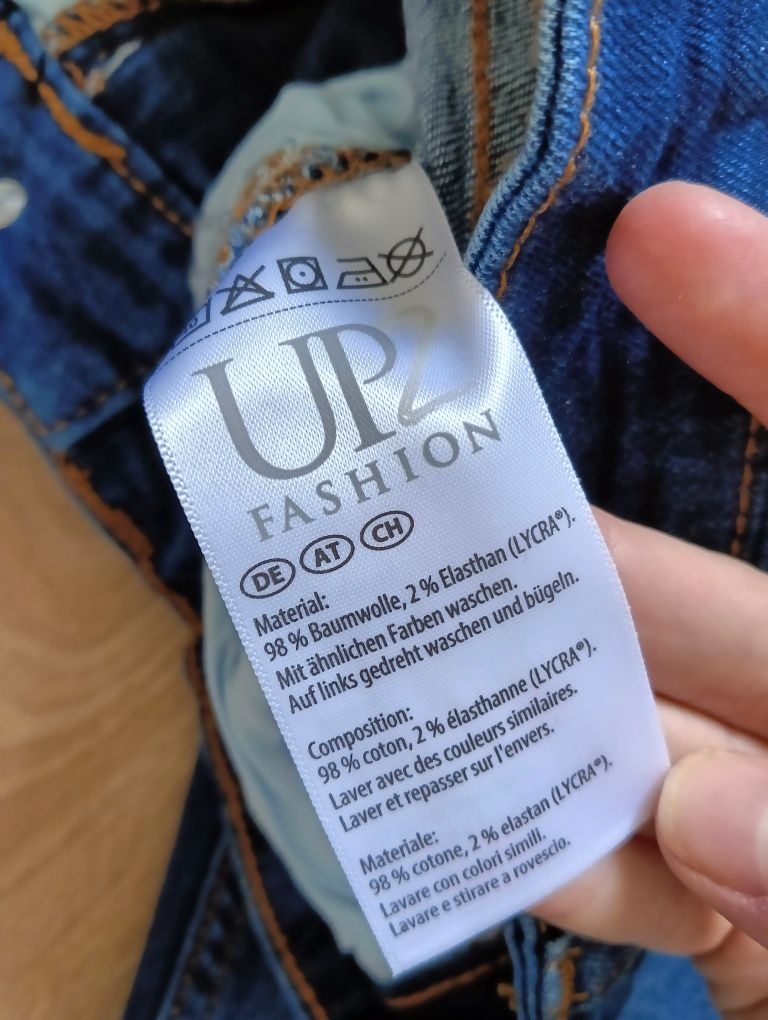 UP2
FASHION
DE AT CH
Material:
98 % Baumwolle, 2 % Elasthan (LYCRA®).
Mit ähnlichen Farben waschen.
Auf links gedreht waschen und bügeln.
Composition:
98 % coton, 2 % élasthanne (LYCRA®).
Laver avec des couleurs similaires.
Laver et repasser sur l'envers.
Materiale:
98 % cotone, 2 % elastan (LYCRA®).
Lavare con colori simili.
Lavare e stirare a rovescio.